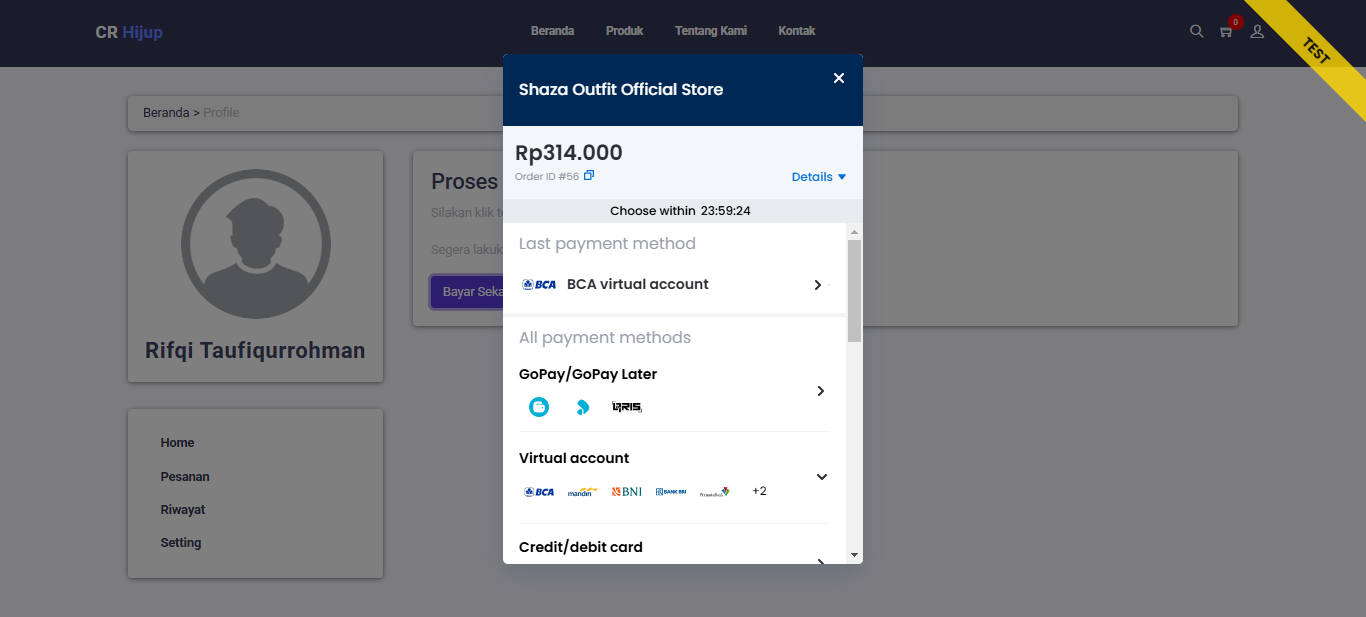 CR Hijup
Beranda Produk Tentang Kami Kontak
0
TEST
Beranda > Profile
Rifqi Taufiqurrohman
Home
Pesanan
Riwayat
Setting
Proses
Silakan klik
Segera
Bayar
Shaza Outfit Official Store
Rp314.000
Order ID #56
Details
Choose within 23:59:24
Last payment method
BCA BCA virtual account
All payment methods
GoPay/GoPay Later
QRIS
Virtual account
BCA mandiri BNI BANK BRI PermataBank +2
Credit/debit card